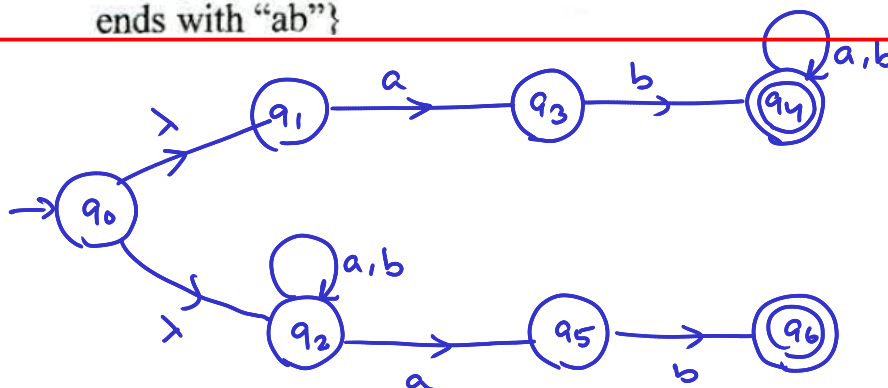 ends with “ab”}
a
b
a,b
λ
q1
q3
q4
q0
a,b
λ
q2
q5
q6
a
b